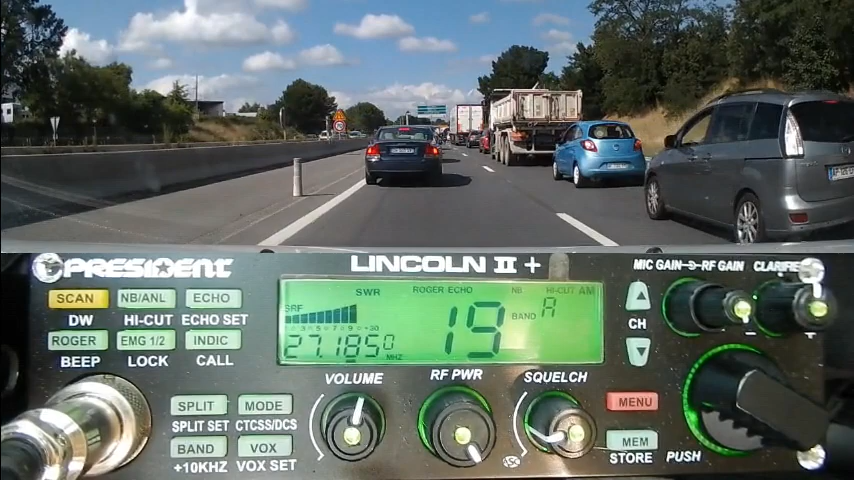 PRESIDENT
LINCOLN II +
MIC GAIN RF GAIN CLARIFIER
SCAN NB/ANL ECHO
DW HI-CUT ECHO SET
ROGER EMG 1/2 INDIC
BEEP LOCK CALL
SPLIT MODE
SPLIT SET CTCSS/DCS
BAND VOX
+10KHZ VOX SET
SWR ROGER ECHO NB HI-CUT AM
SRF
19 BAND A
27.1850 MHZ
CH
VOLUME RF PWR SQUELCH
ASC
MENU
MEM
STORE PUSH